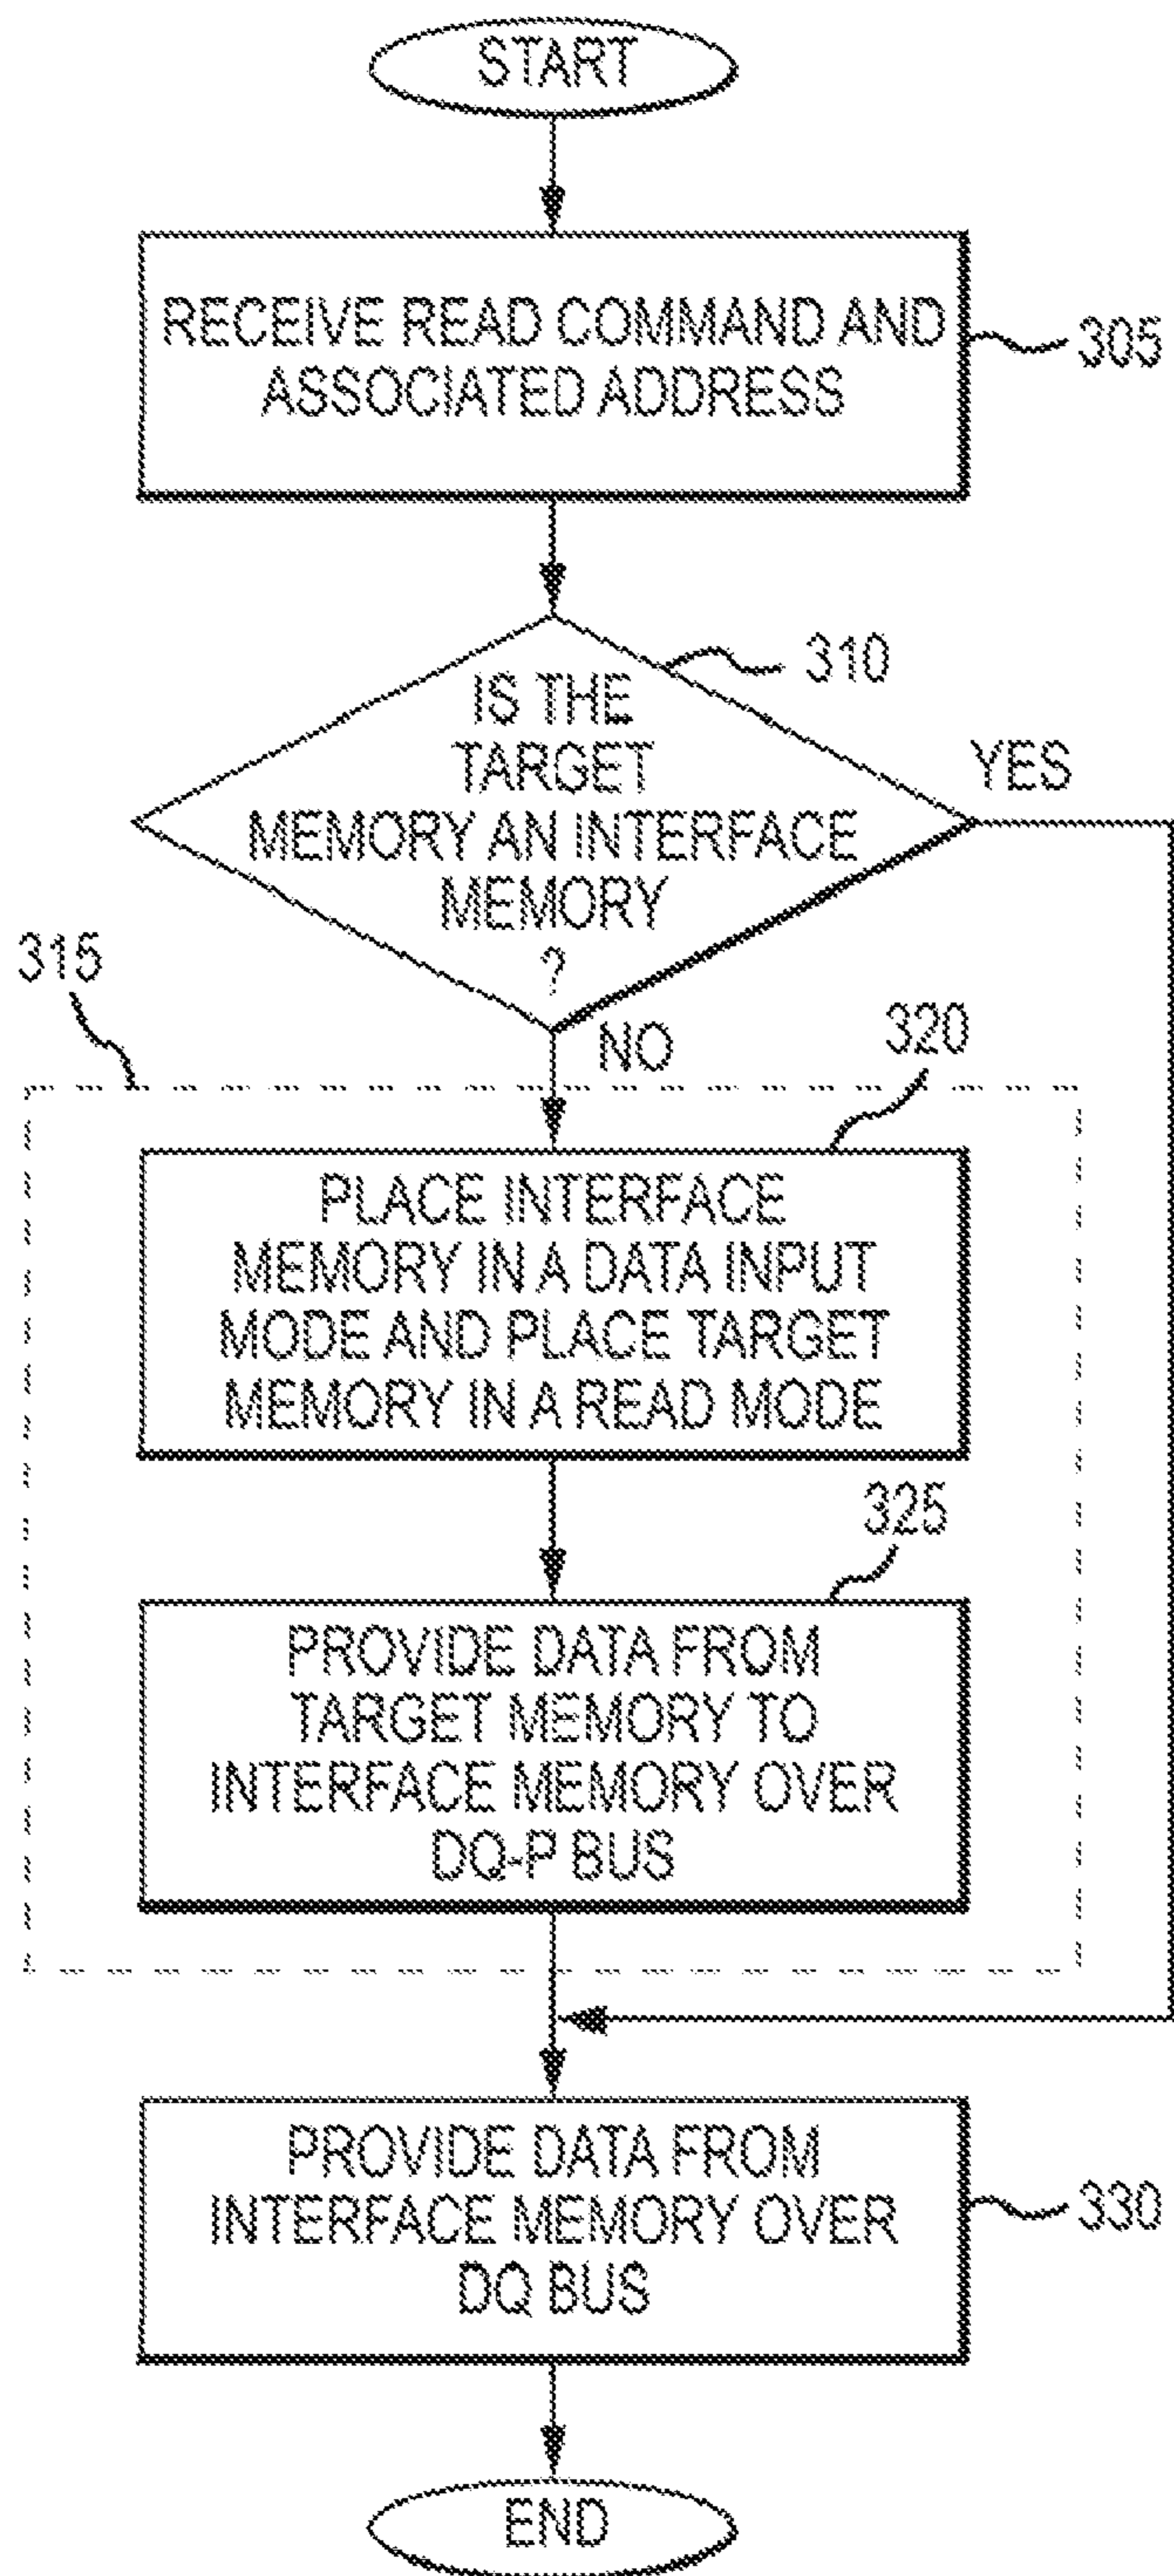 START
RECEIVE READ COMMAND AND
ASSOCIATED ADDRESS
305
310
IS THE
TARGET
MEMORY AN INTERFACE
MEMORY
?
YES
NO
315
320
PLACE INTERFACE
MEMORY IN A DATA INPUT
MODE AND PLACE TARGET
MEMORY IN A READ MODE
325
PROVIDE DATA FROM
TARGET MEMORY TO
INTERFACE MEMORY OVER
DQ-P BUS
PROVIDE DATA FROM
INTERFACE MEMORY OVER
DQ BUS
330
END